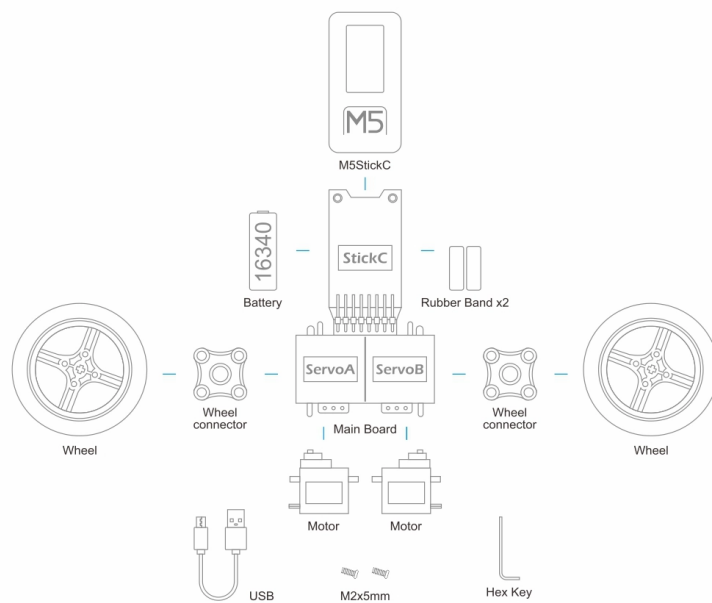 M5
M5StickC
16340
StickC
Battery
Rubber Band x2
ServoA
ServoB
Wheel
connector
Wheel
connector
Main Board
Wheel
Wheel
Motor
Motor
USB
M2x5mm
Hex Key